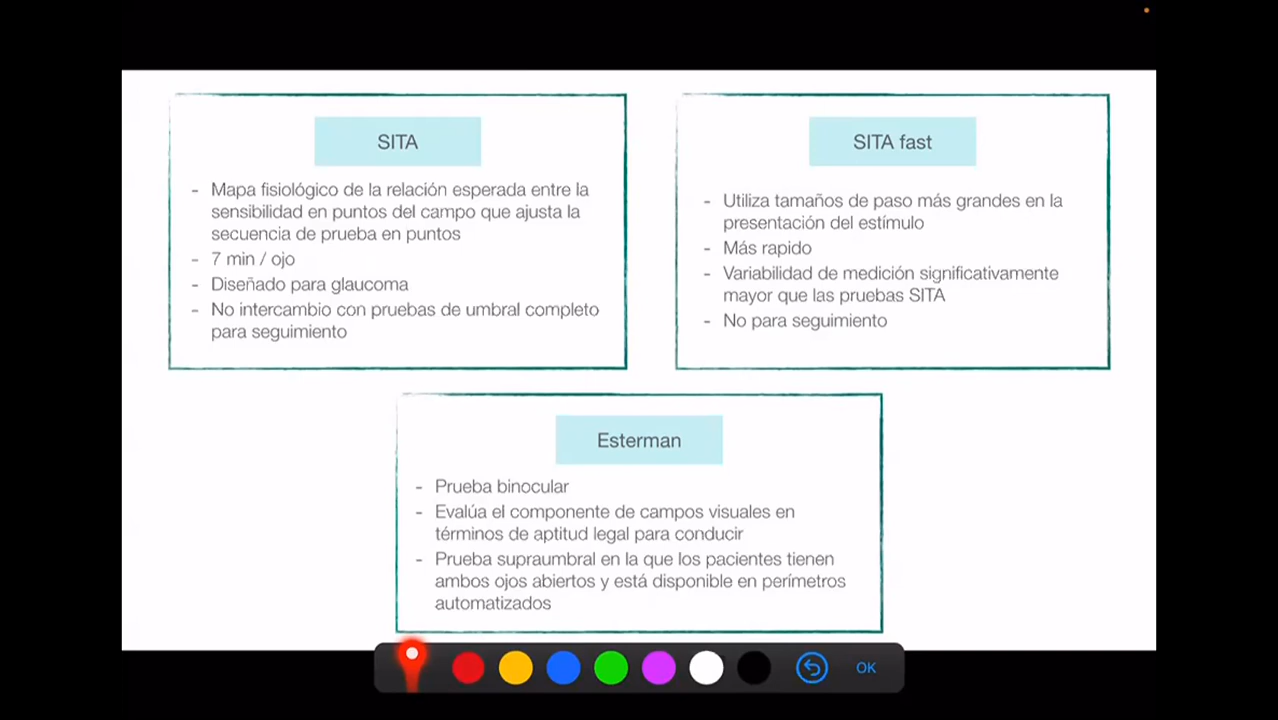 SITA
- Mapa fisiológico de la relación esperada entre la
sensibilidad en puntos del campo que ajusta la
secuencia de prueba en puntos
- 7 min / ojo
- Diseñado para glaucoma
- No intercambio con pruebas de umbral completo
para seguimiento
SITA fast
- Utiliza tamaños de paso más grandes en la
presentación del estímulo
- Más rapido
- Variabilidad de medición significativamente
mayor que las pruebas SITA
- No para seguimiento
Esterman
- Prueba binocular
- Evalúa el componente de campos visuales en
términos de aptitud legal para conducir
- Prueba supraumbral en la que los pacientes tienen
ambos ojos abiertos y está disponible en perímetros
automatizados
OK